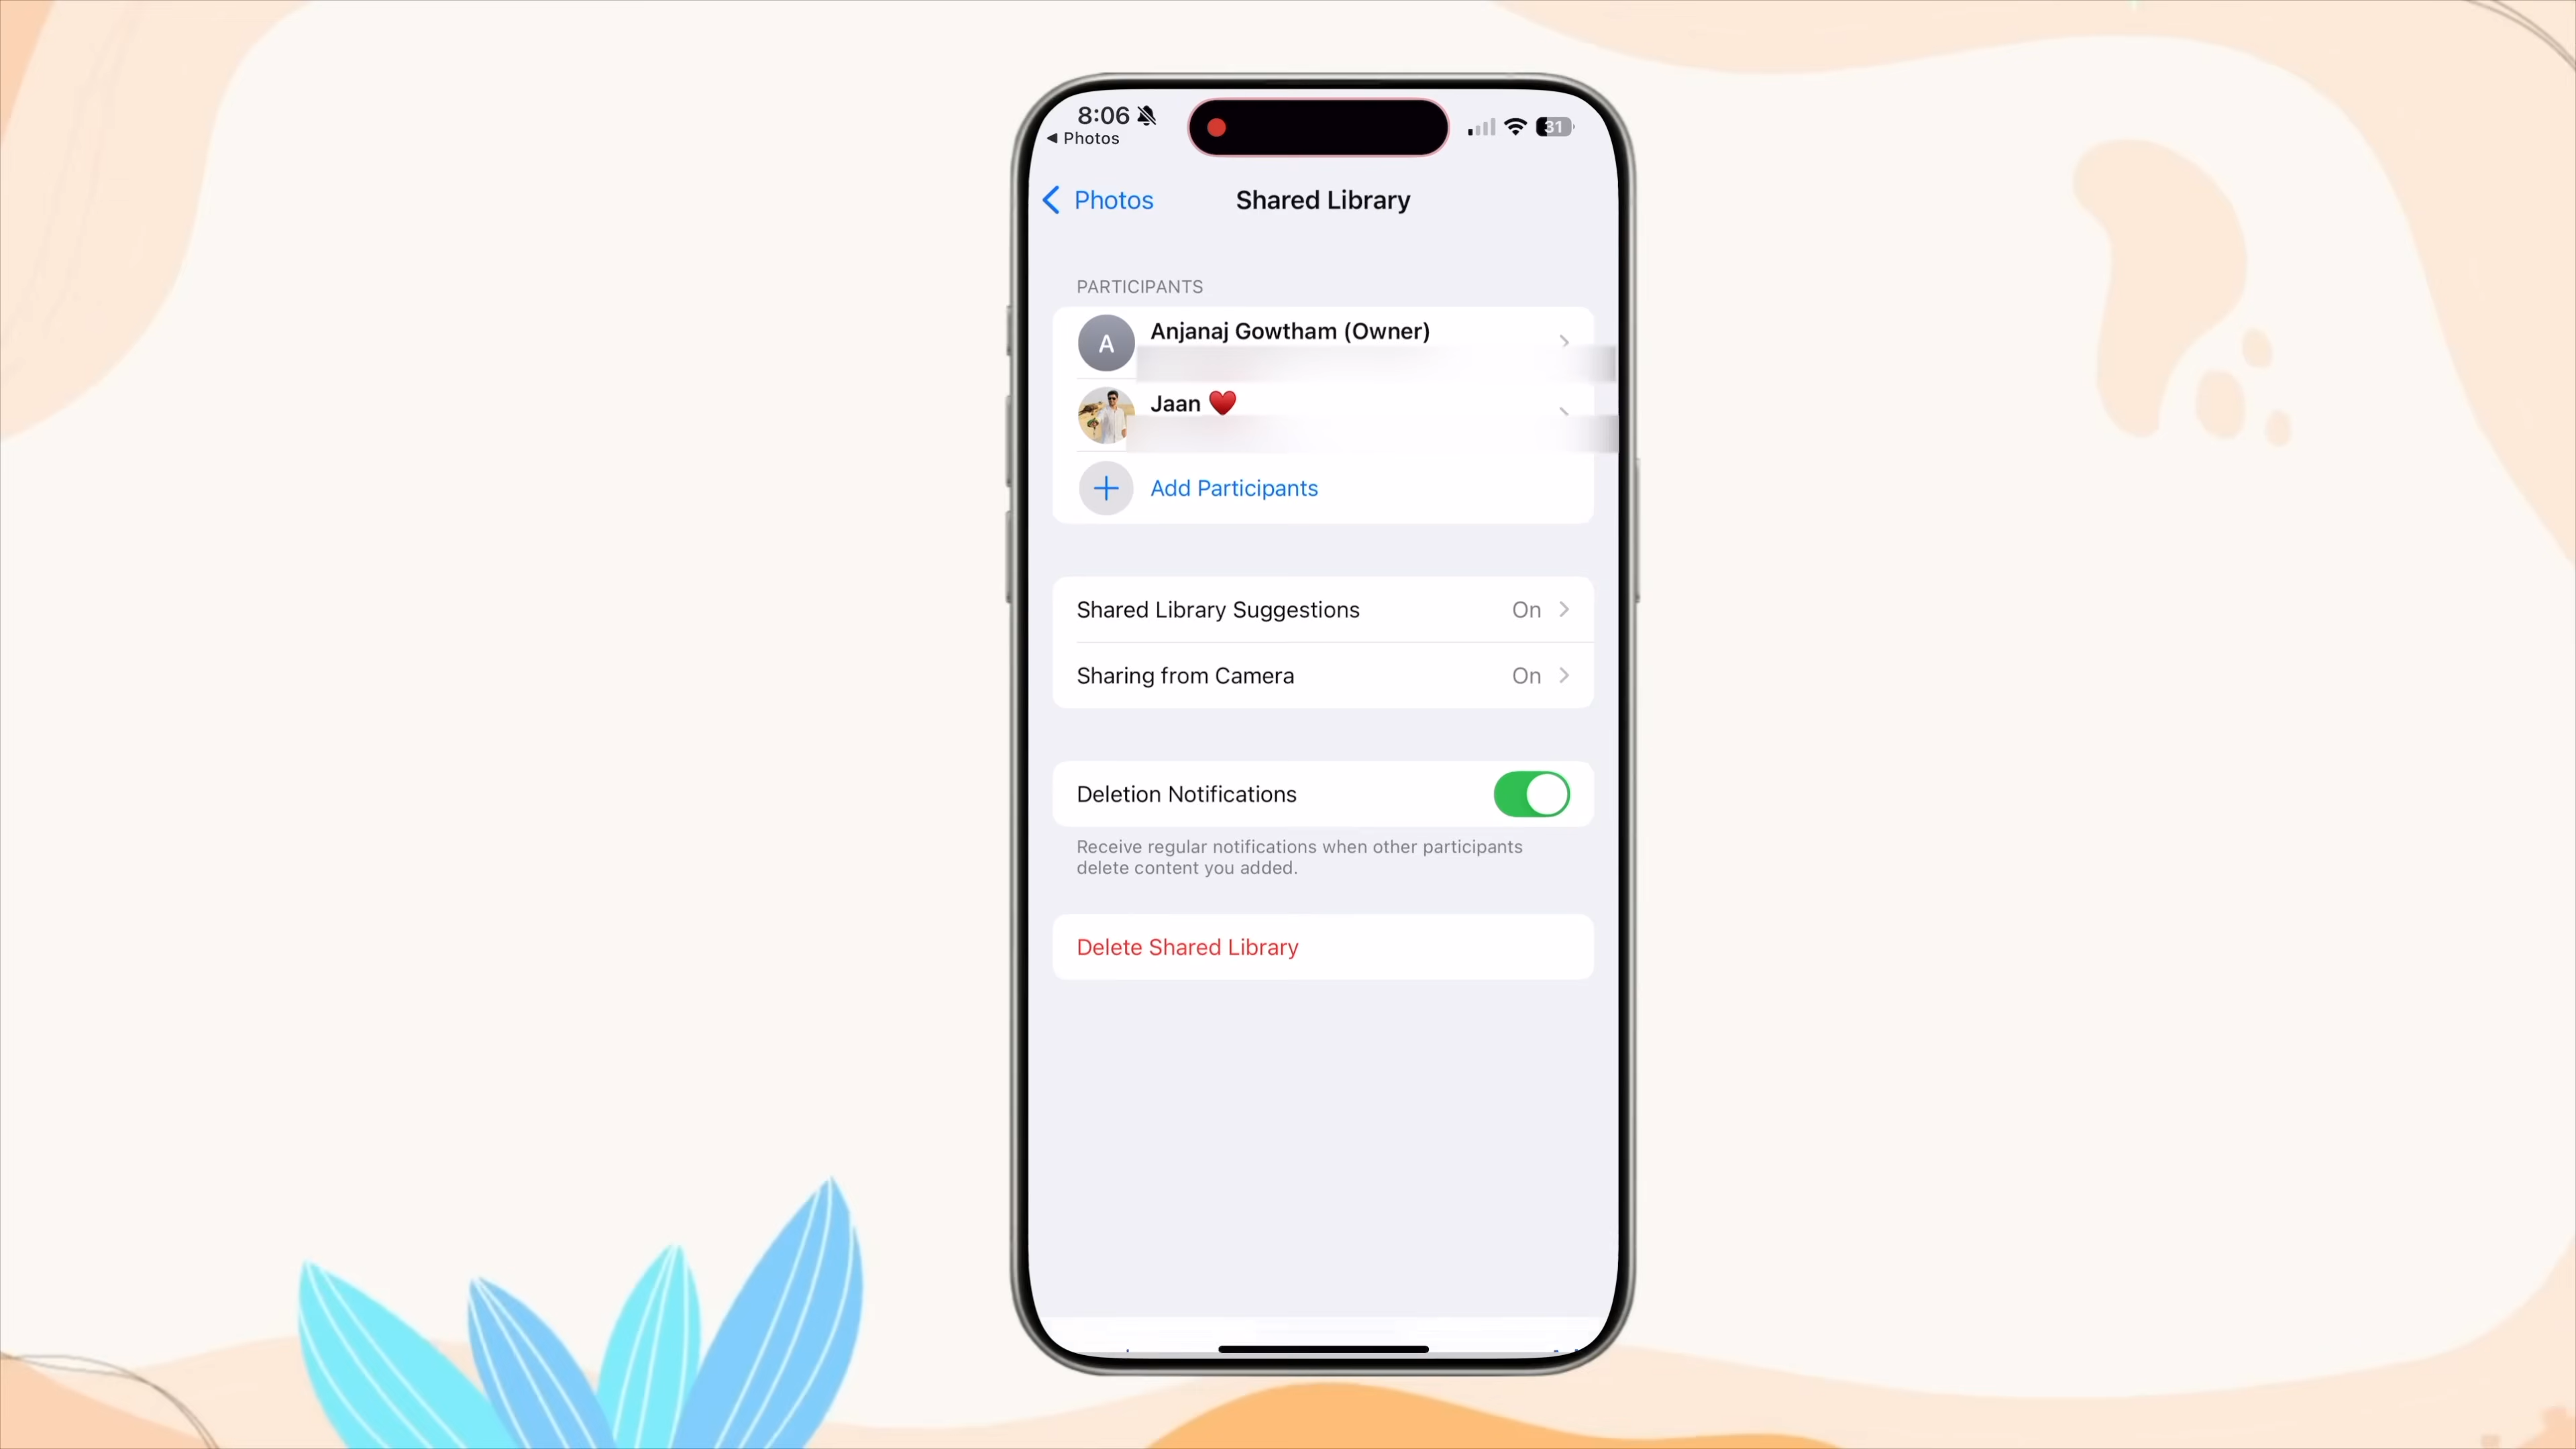 8:06
31
◀ Photos
Photos
Shared Library
PARTICIPANTS
A
Anjanaj Gowtham (Owner)
Jaan ❤️
Add Participants
Shared Library Suggestions On
Sharing from Camera On
Deletion Notifications
Receive regular notifications when other participants
delete content you added.
Delete Shared Library